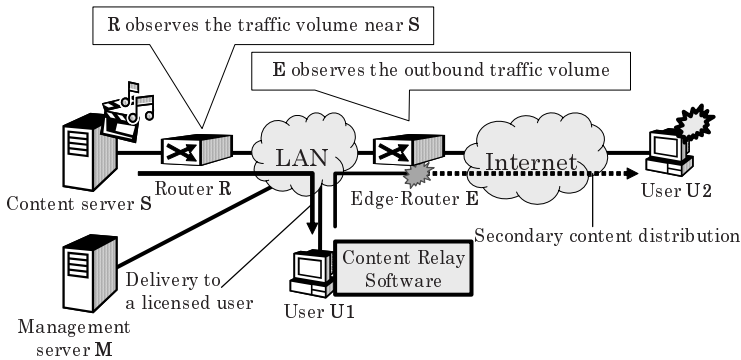 R observes the traffic volume near S
E observes the outbound traffic volume
LAN
Internet
Router R
Edge-Router E
User U2
Content server S
Secondary content distribution
Delivery to
a licensed user
Content Relay
Software
User U1
Management
server M